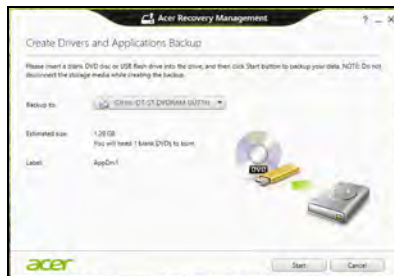 Acer Recovery Management
? – X
Create Drivers and Applications Backup
Please insert a blank DVD disc or USB flash drive into the drive, and then click Start button to backup your data. NOTE: Do not
disconnect the storage media while creating the backup.
Backup to:
Estimated size: 1.28 GB
You will need 1 blank DVDs to burn.
Label: AppDrv1
DVD
acer
Start Cancel